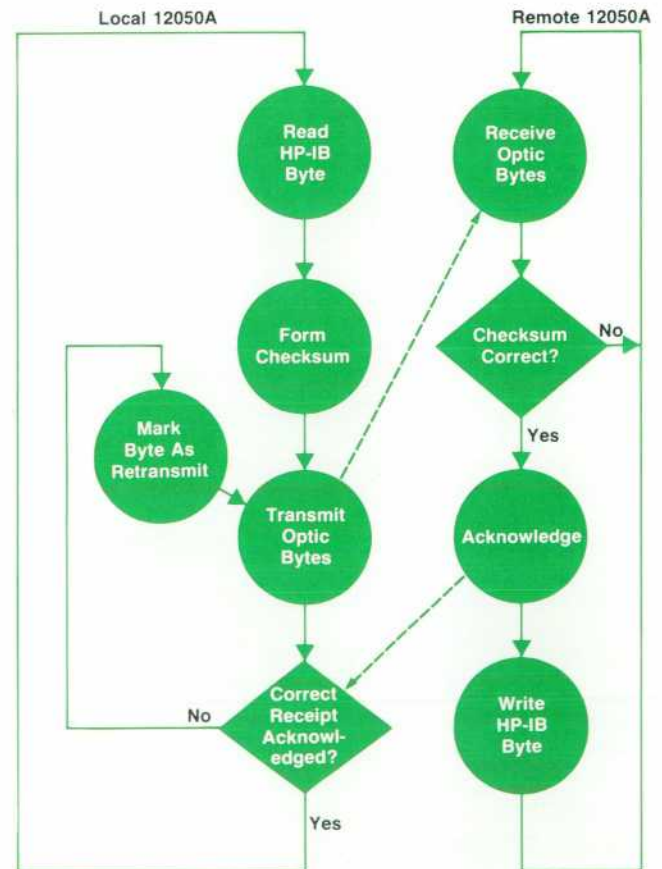 Local 12050A
Remote 12050A
Read
HP-IB
Byte
Receive
Optic
Bytes
Form
Checksum
Checksum
Correct?
No
Mark
Byte As
Retransmit
Yes
Transmit
Optic
Bytes
Acknowledge
Correct
Receipt
Acknowl-
edged?
No
Write
HP-IB
Byte
Yes